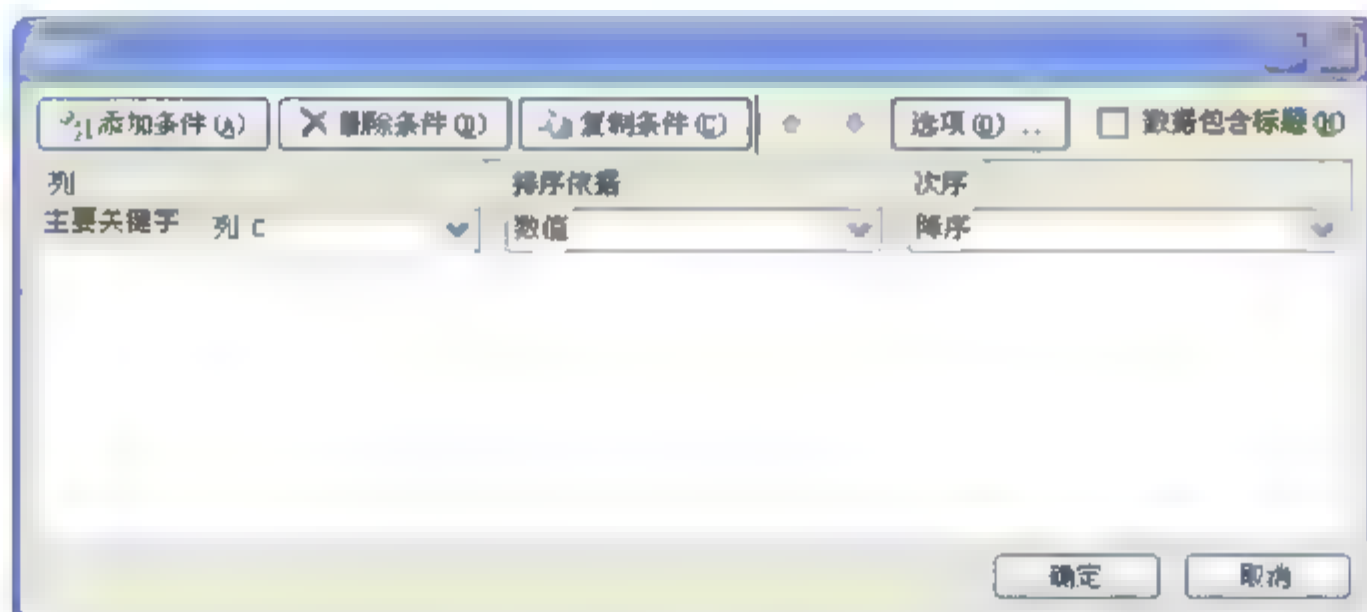 添加条件(A) 删除条件(D) 复制条件(C) 选项(O).. 数据包含标题(H)
列 排序依据 次序
主要关键字 列 C 数值 降序
确定 取消